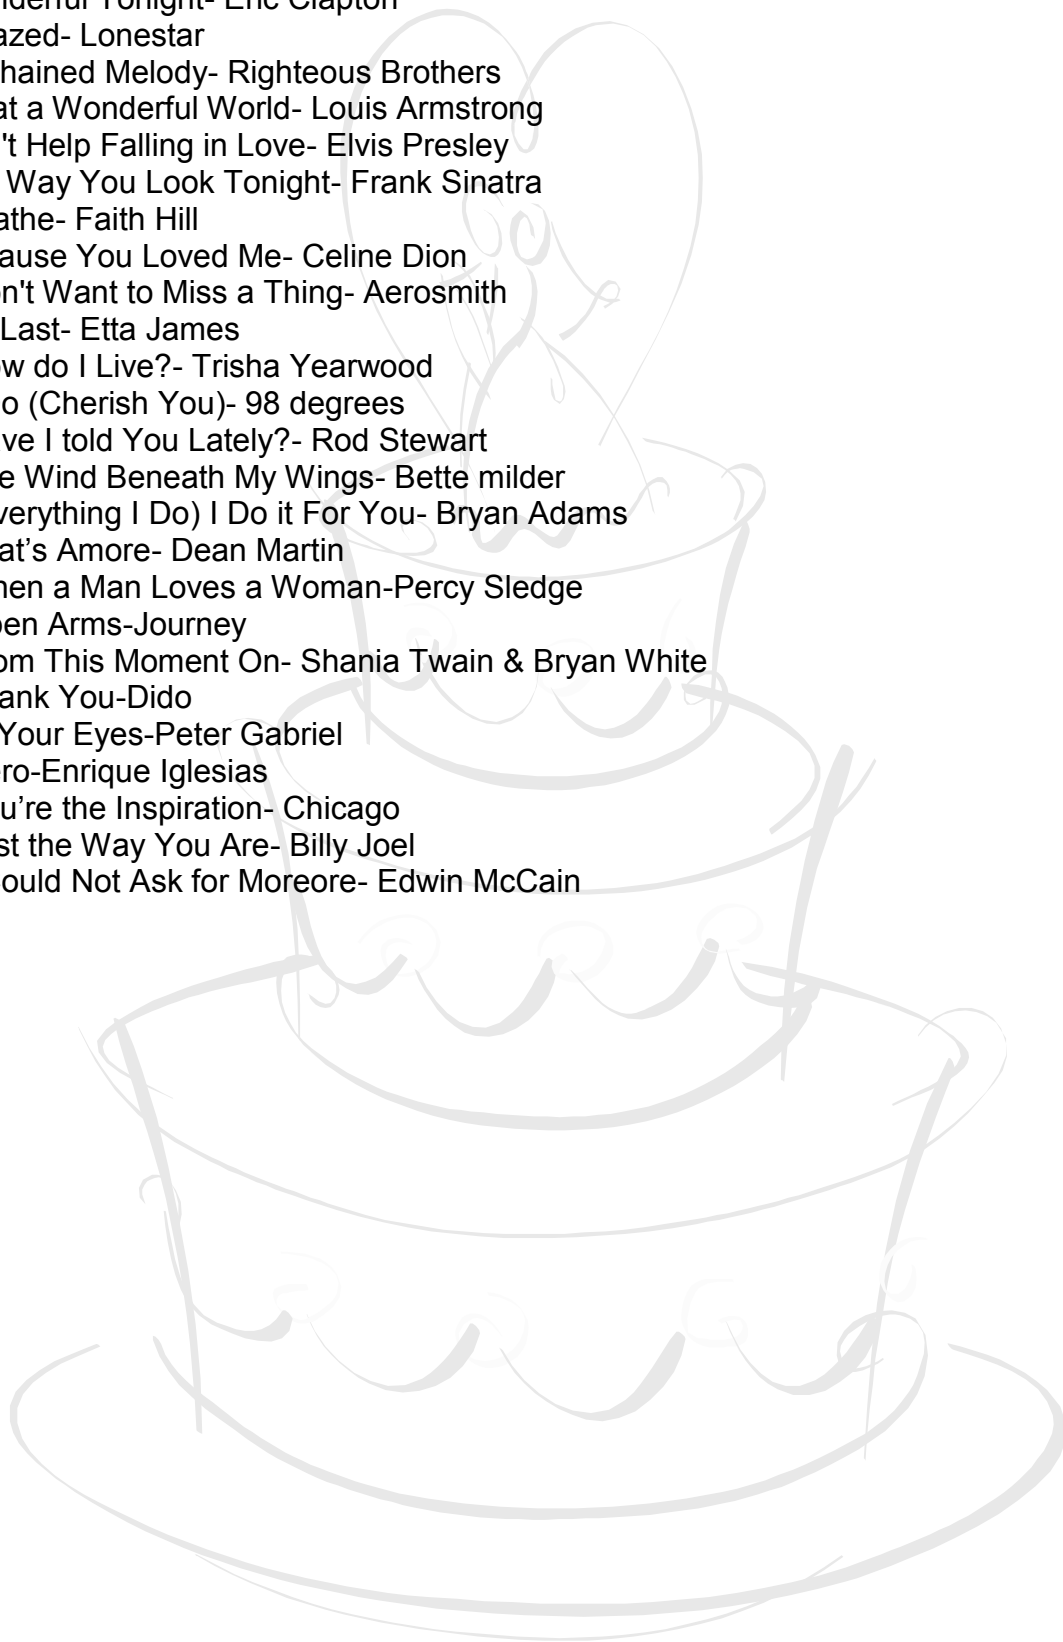 nderful Tonight- Eric Clapton
azed- Lonestar
hained Melody- Righteous Brothers
at a Wonderful World- Louis Armstrong
't Help Falling in Love- Elvis Presley
Way You Look Tonight- Frank Sinatra
athe- Faith Hill
ause You Loved Me- Celine Dion
n't Want to Miss a Thing- Aerosmith
Last- Etta James
ow do I Live?- Trisha Yearwood
o (Cherish You)- 98 degrees
ve I told You Lately?- Rod Stewart
e Wind Beneath My Wings- Bette milder
verything I Do) I Do it For You- Bryan Adams
at’s Amore- Dean Martin
hen a Man Loves a Woman-Percy Sledge
pen Arms-Journey
om This Moment On- Shania Twain & Bryan White
ank You-Dido
Your Eyes-Peter Gabriel
ero-Enrique Iglesias
u’re the Inspiration- Chicago
st the Way You Are- Billy Joel
ould Not Ask for Moreore- Edwin McCain